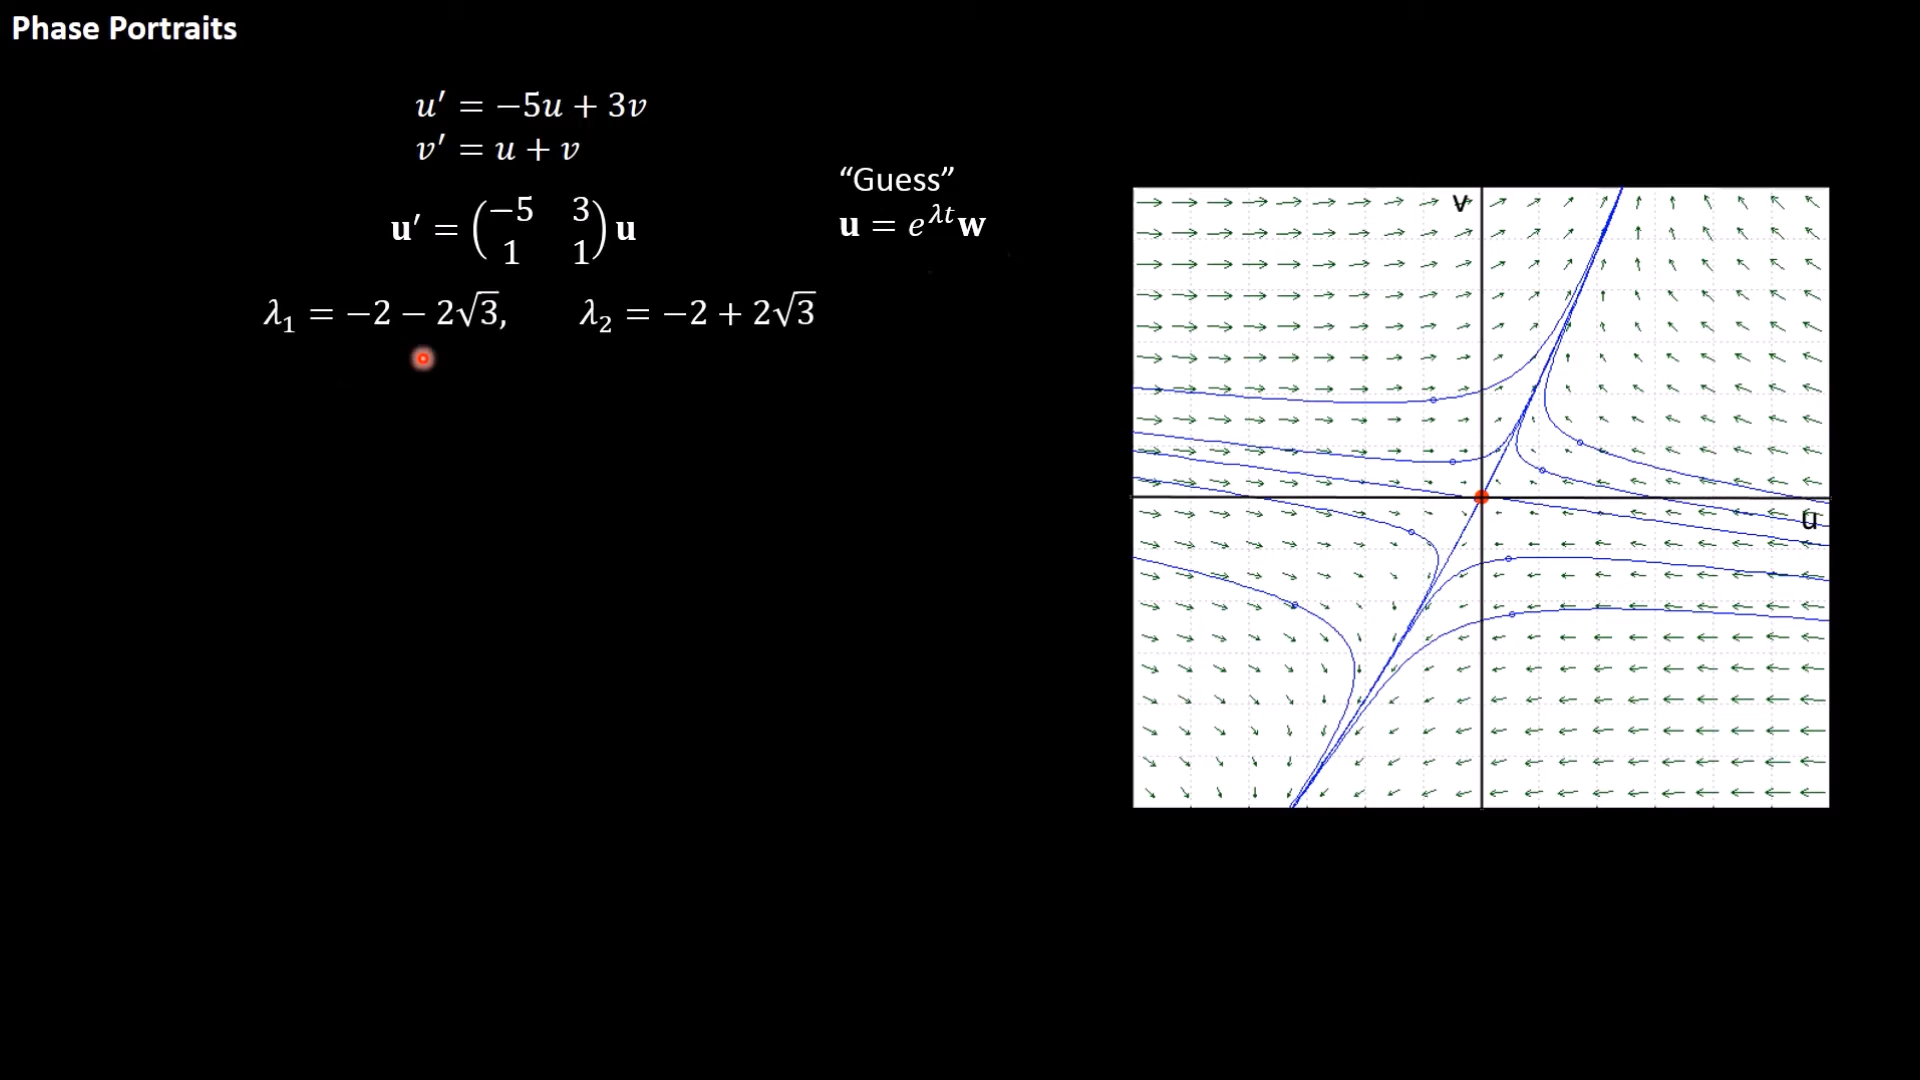 Phase Portraits
u′ = −5u + 3v
v′ = u + v
“Guess”
u′ = (−5 3
1 1) u
u = e^{λt}w
λ₁ = −2 − 2√3, λ₂ = −2 + 2√3
v
u